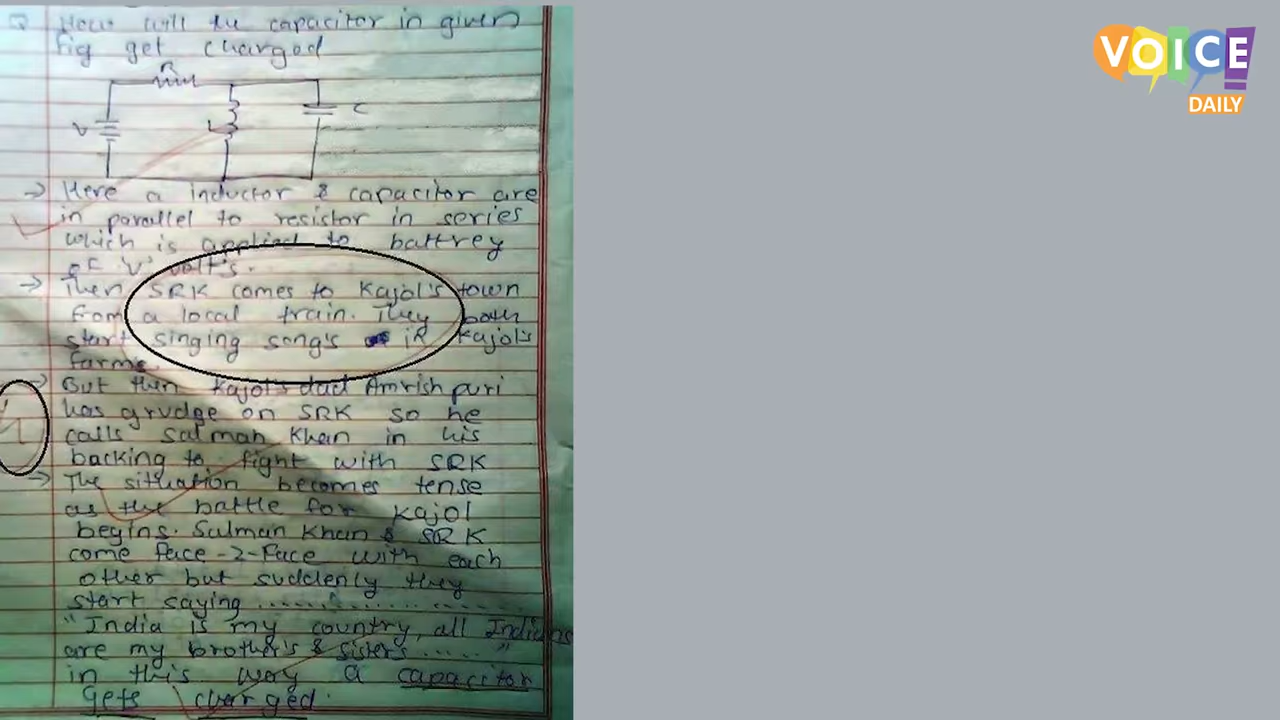 Q How will the capacitor in given
fig get charged
R
V
L
C
→ Here a inductor & capacitor are
in parallel to resistor in series
which is applied to battrey
of 'V' volt's.
→ Then SRK comes to Kajol's town
from a local train. They both
start singing song's in Kajol's
farms.
→ But then Kajol's dad Amrish puri
has grudge on SRK so he
calls Salman Khan in his
backing to fight with SRK
→ The situation becomes tense
as the battle for Kajol
begins. Salman Khan & SRK
come face-2-face with each
other but suddenly they
start saying ....................
"India is my country, all Indians
are my brother's & sister's ..... "
in this way a capacitor
gets charged.
VOICE
DAILY